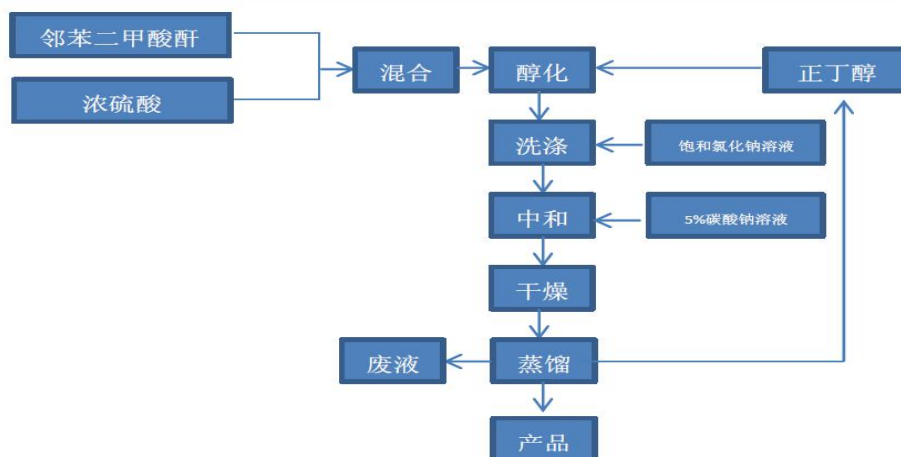 邻苯二甲酸酐
浓硫酸
混合
醇化
正丁醇
洗涤
饱和氯化钠溶液
中和
5%碳酸钠溶液
干燥
废液
蒸馏
产品